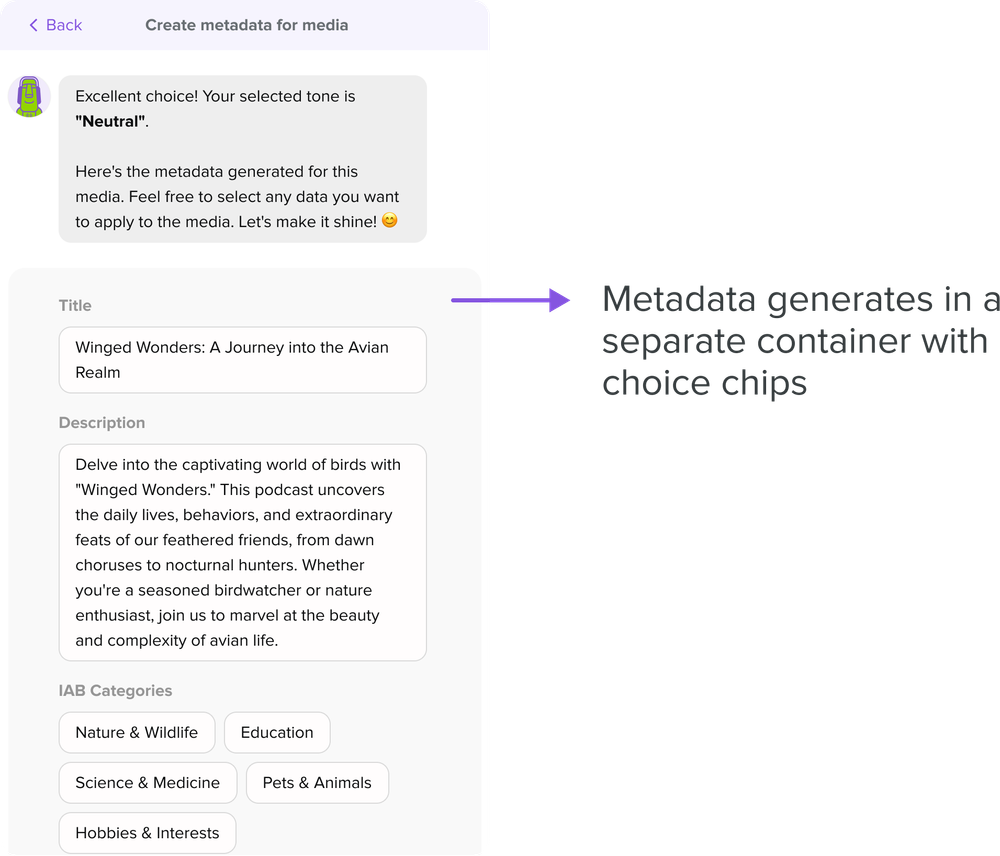 Back
Create metadata for media
Excellent choice! Your selected tone is
"Neutral".
Here's the metadata generated for this
media. Feel free to select any data you want
to apply to the media. Let's make it shine! 😊
Title
Winged Wonders: A Journey into the Avian
Realm
Description
Delve into the captivating world of birds with
"Winged Wonders." This podcast uncovers
the daily lives, behaviors, and extraordinary
feats of our feathered friends, from dawn
choruses to nocturnal hunters. Whether
you're a seasoned birdwatcher or nature
enthusiast, join us to marvel at the beauty
and complexity of avian life.
IAB Categories
Nature & Wildlife
Education
Science & Medicine
Pets & Animals
Hobbies & Interests
Metadata generates in a
separate container with
choice chips